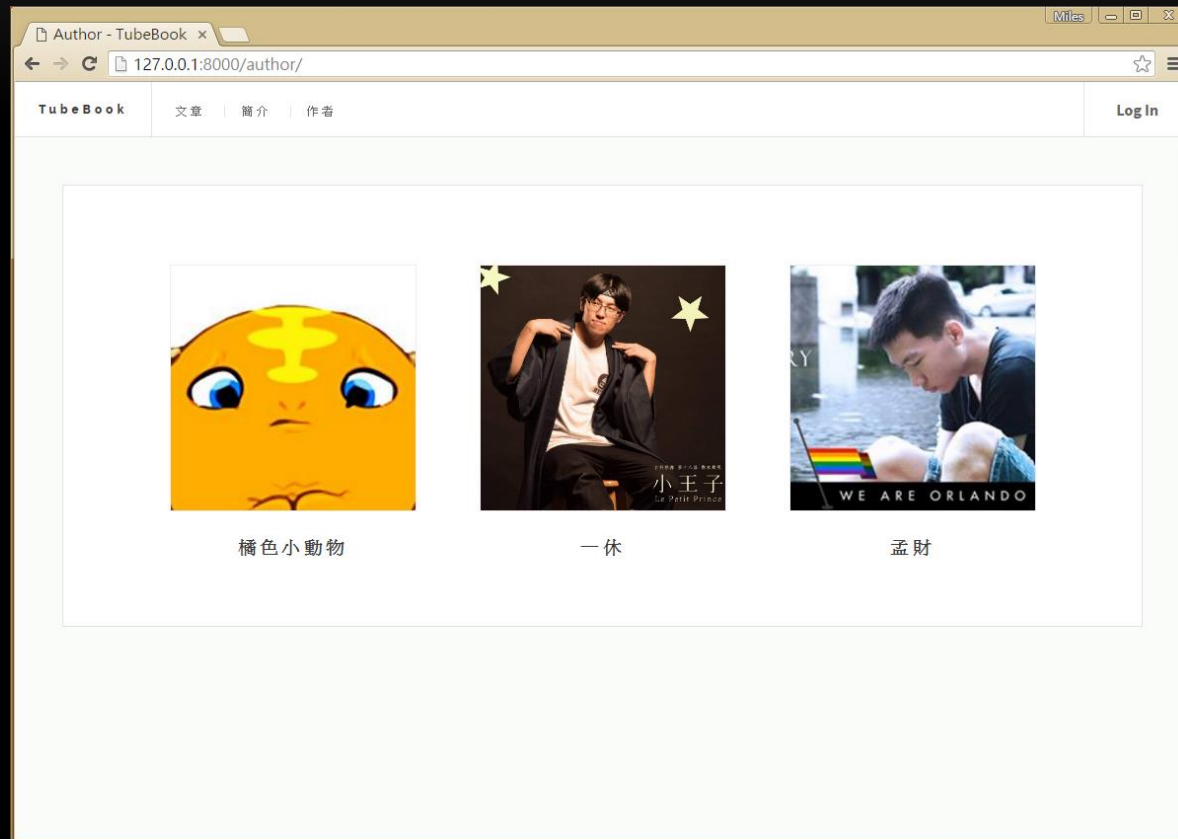 Miles
Author - TubeBook
127.0.0.1:8000/author/
TubeBook 文章 簡介 作者 Log In
小王子
Le Petit Prince
RY
WE ARE ORLANDO
橘色小動物 一休 孟財